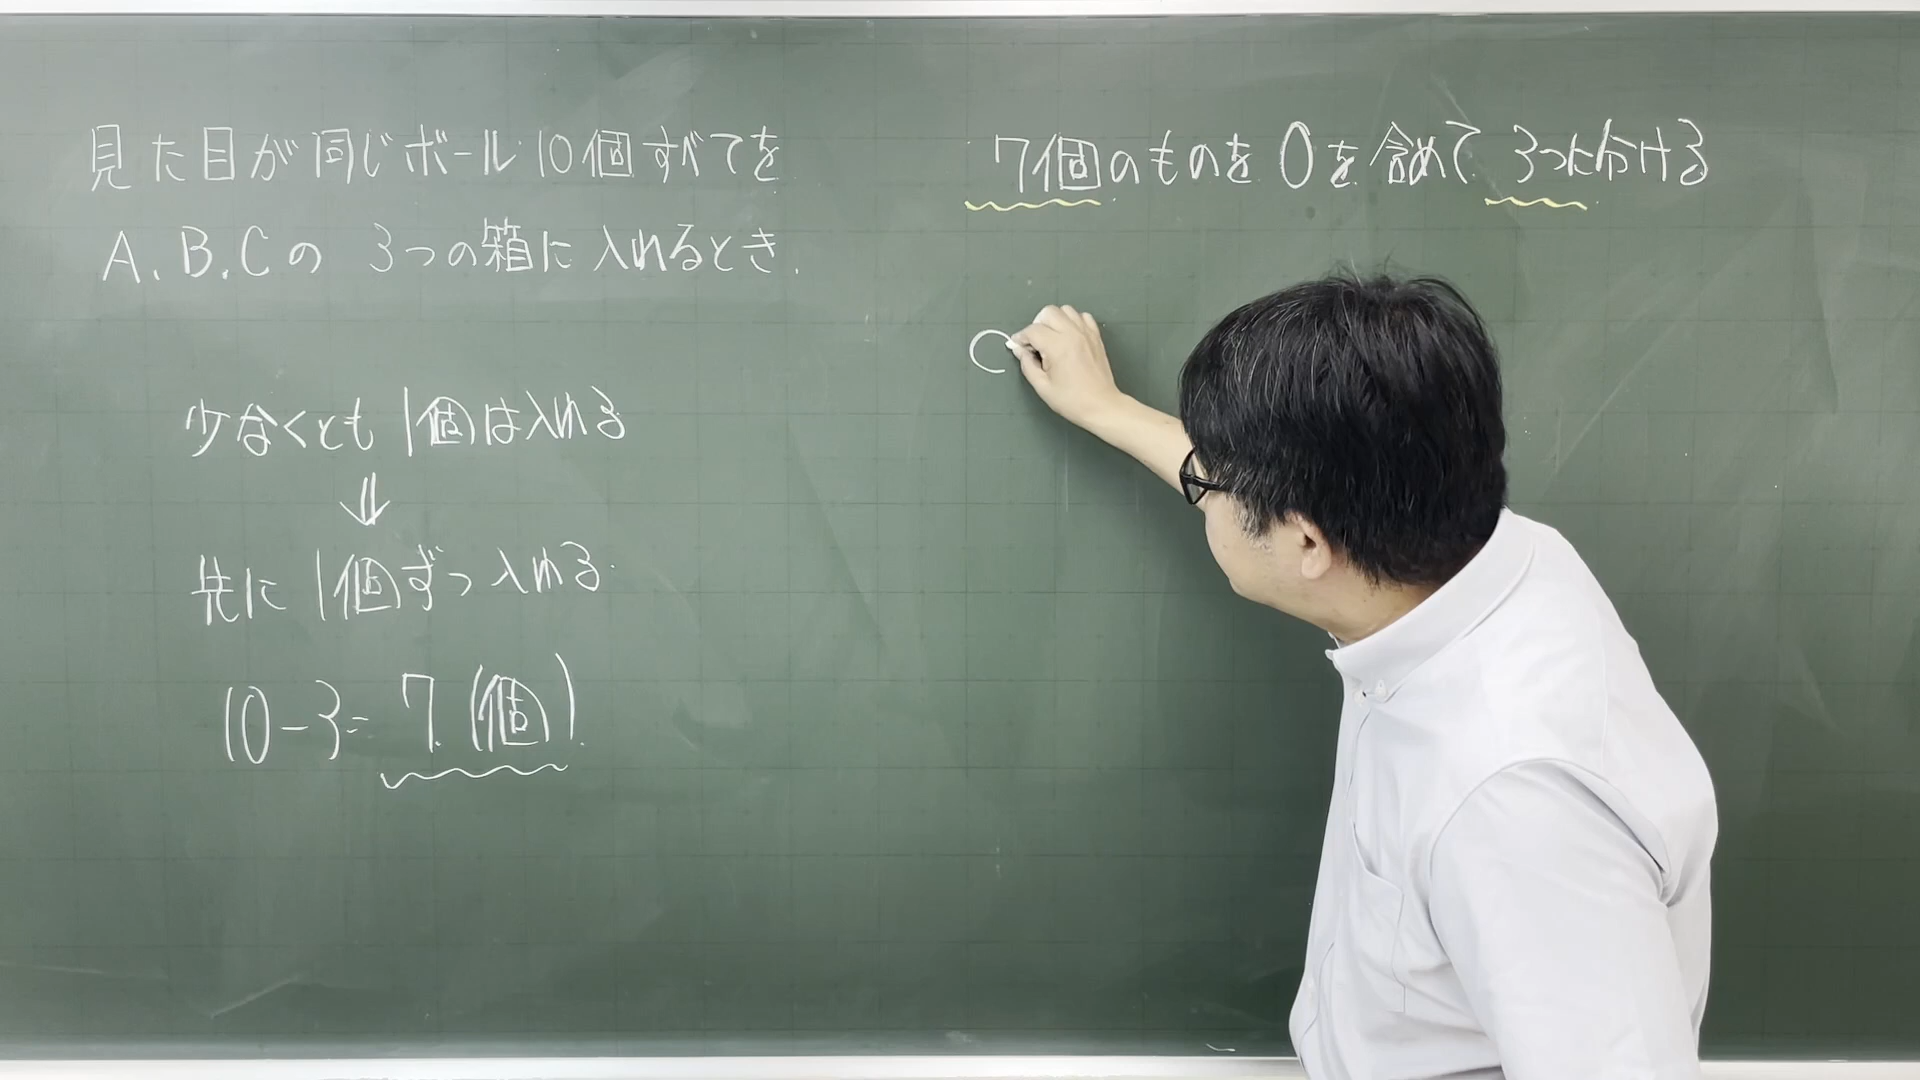 見た目が同じボール10個すべてを
A、B、Cの 3つの箱に入れるとき、
少なくとも1個は入れる
⇓
先に1個ずつ入れる.
10-3=7(個)
7個のものを0を含めて3つに分ける